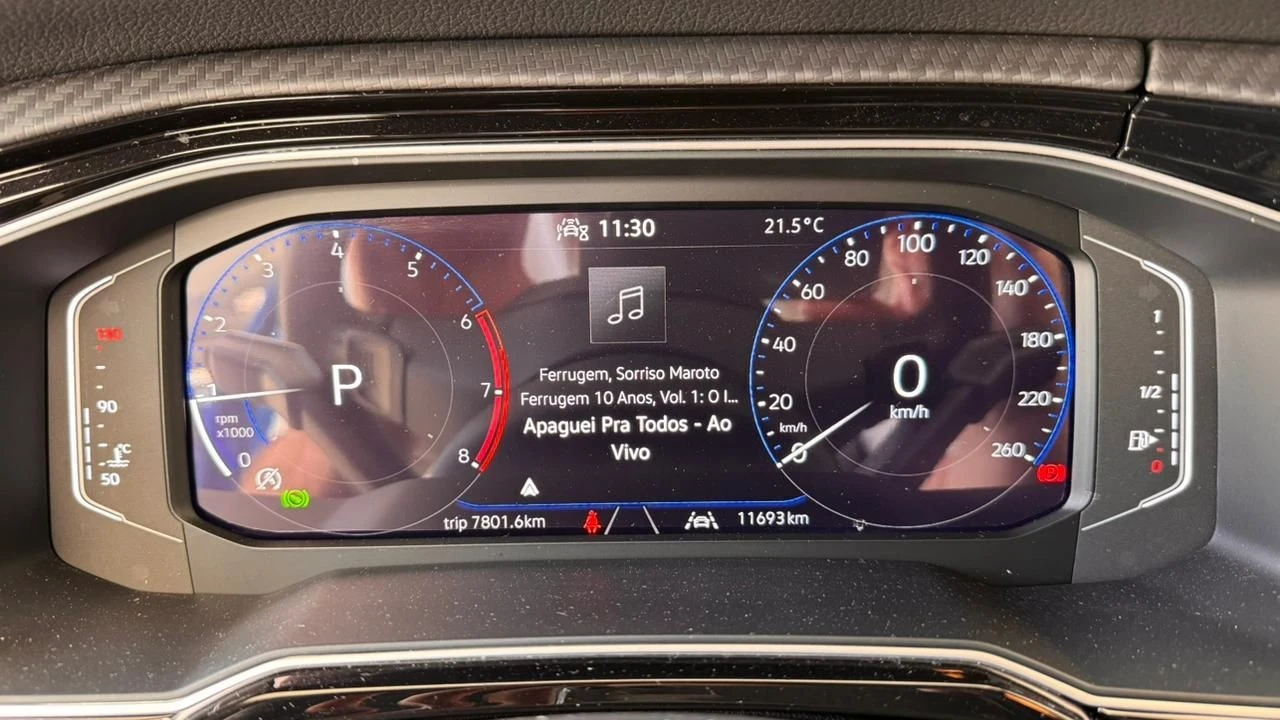 11:30
21.5°C
4
3
5
2
6
1
7
rpm
x1000
0
8
P
Ferrugem, Sorriso Maroto
Ferrugem 10 Anos, Vol. 1: O I...
Apaguei Pra Todos - Ao
Vivo
100
80
120
60
140
40
180
20
220
km/h
0
260
0
km/h
P
130
90
°C
50
1
1/2
0
A
trip 7801.6km
11693km